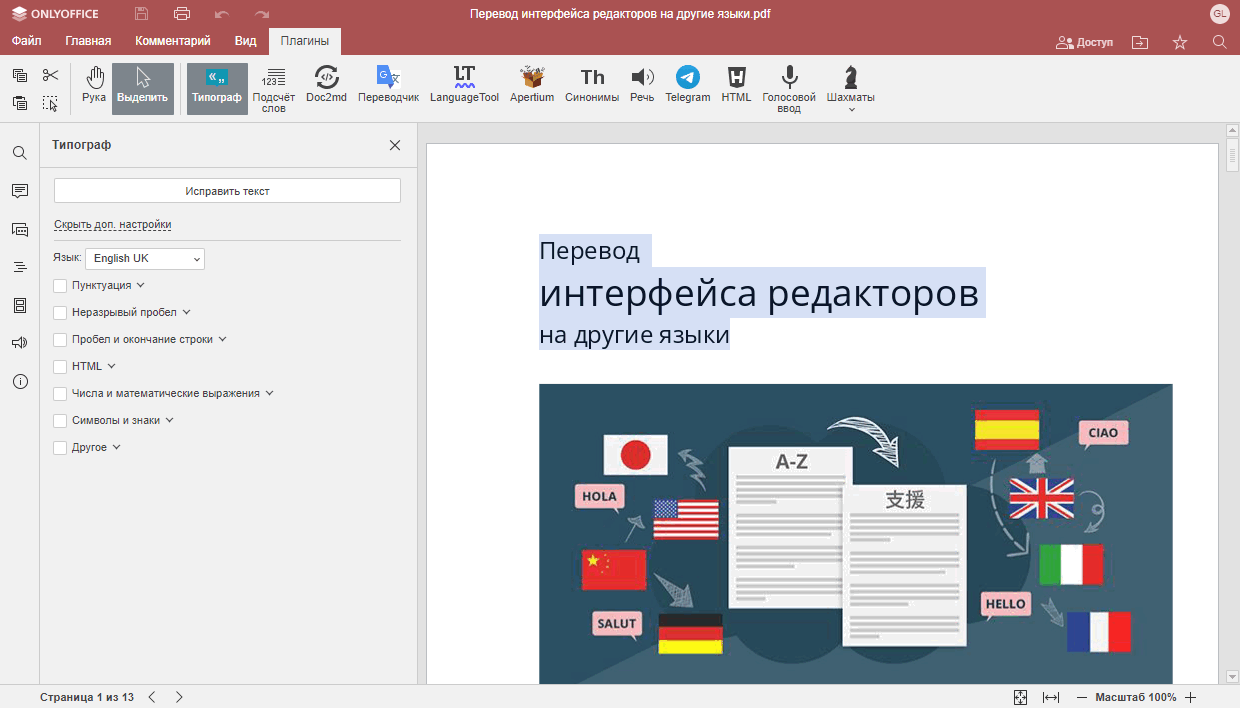 ONLYOFFICE
Перевод интерфейса редакторов на другие языки.pdf
GL
Файл
Главная
Комментарий
Вид
Плагины
Доступ
Рука
Выделить
Типограф
Подсчёт
слов
Doc2md
Переводчик
LanguageTool
Apertium
Синонимы
Речь
Telegram
HTML
Голосовой
ввод
Шахматы
Типограф
Исправить текст
Скрыть доп. настройки
Язык: English UK
Пунктуация
Неразрывный пробел
Пробел и окончание строки
HTML
Числа и математические выражения
Символы и знаки
Другое
Перевод
интерфейса редакторов
на другие языки
A-Z
支援
HOLA
SALUT
CIAO
HELLO
Страница 1 из 13
Масштаб 100%